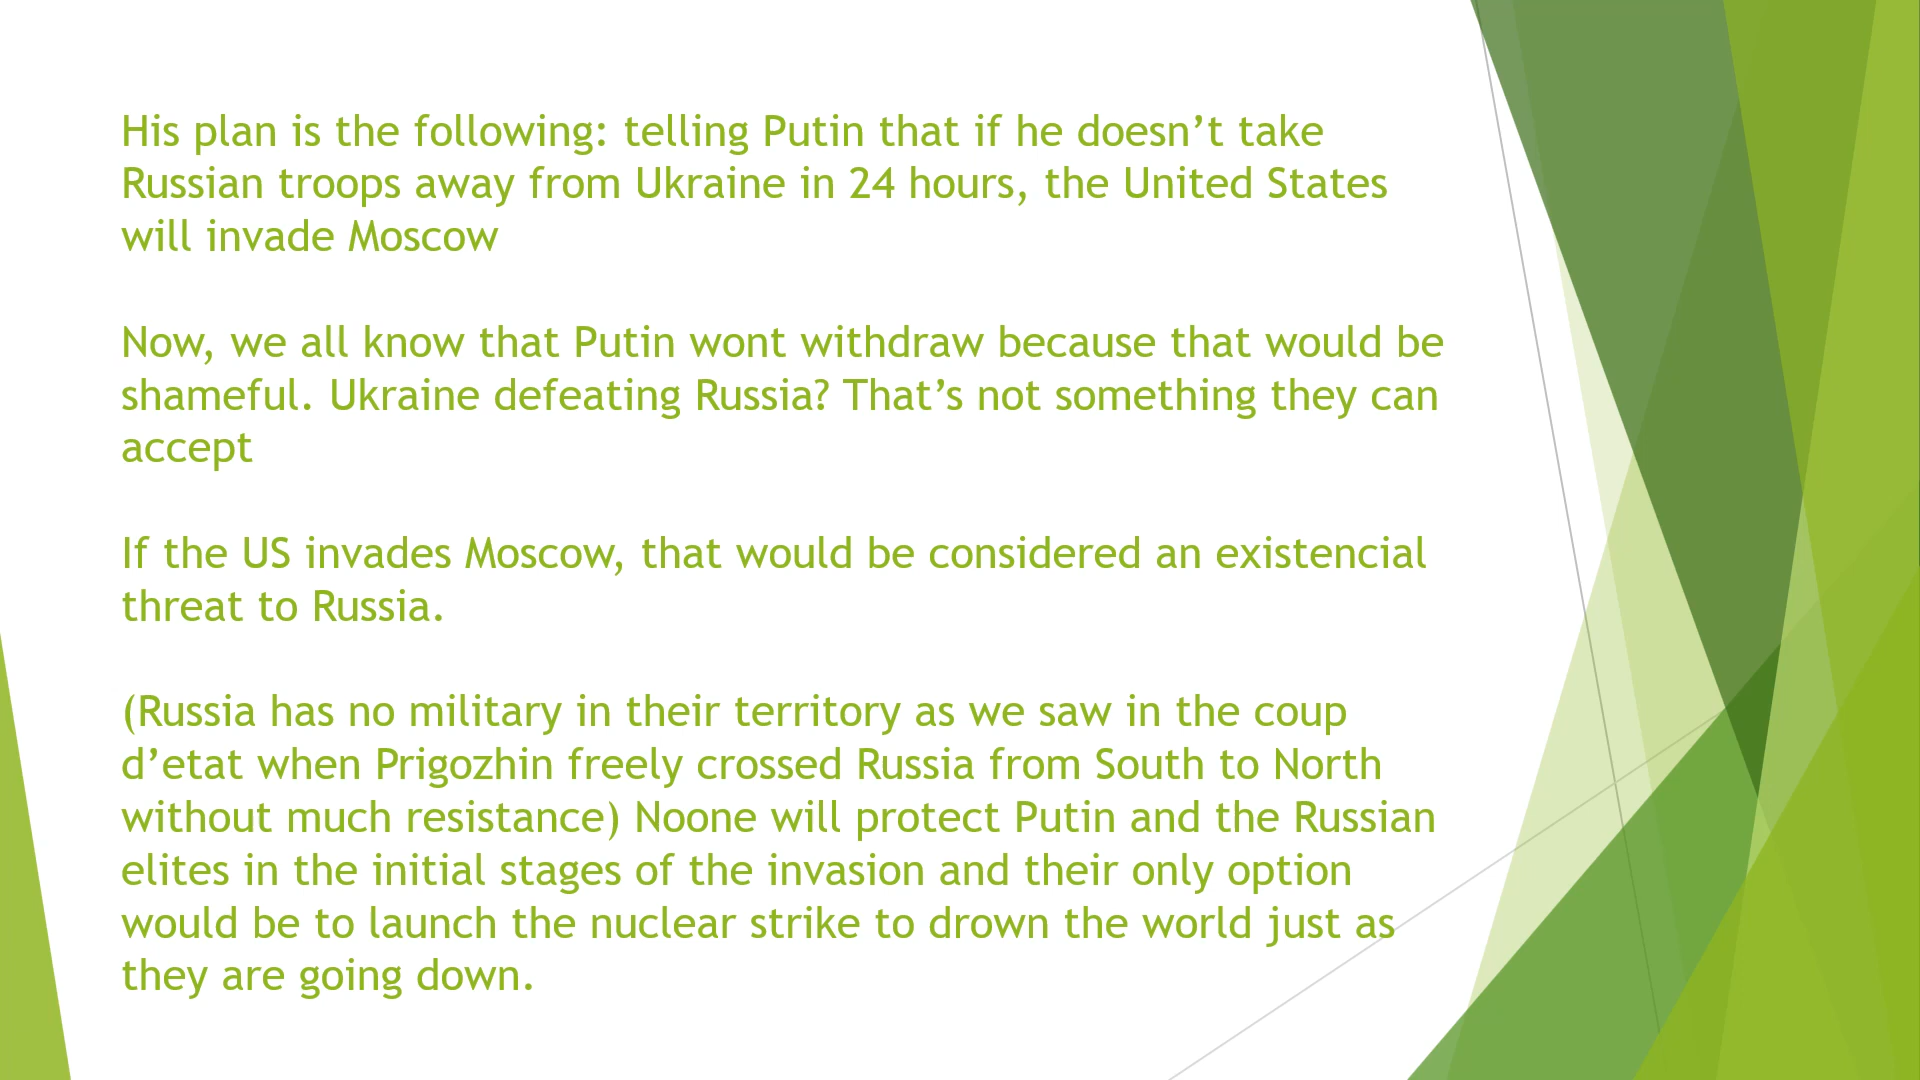 His plan is the following: telling Putin that if he doesn’t take
Russian troops away from Ukraine in 24 hours, the United States
will invade Moscow
Now, we all know that Putin wont withdraw because that would be
shameful. Ukraine defeating Russia? That’s not something they can
accept
If the US invades Moscow, that would be considered an existencial
threat to Russia.
(Russia has no military in their territory as we saw in the coup
d’etat when Prigozhin freely crossed Russia from South to North
without much resistance) Noone will protect Putin and the Russian
elites in the initial stages of the invasion and their only option
would be to launch the nuclear strike to drown the world just as
they are going down.